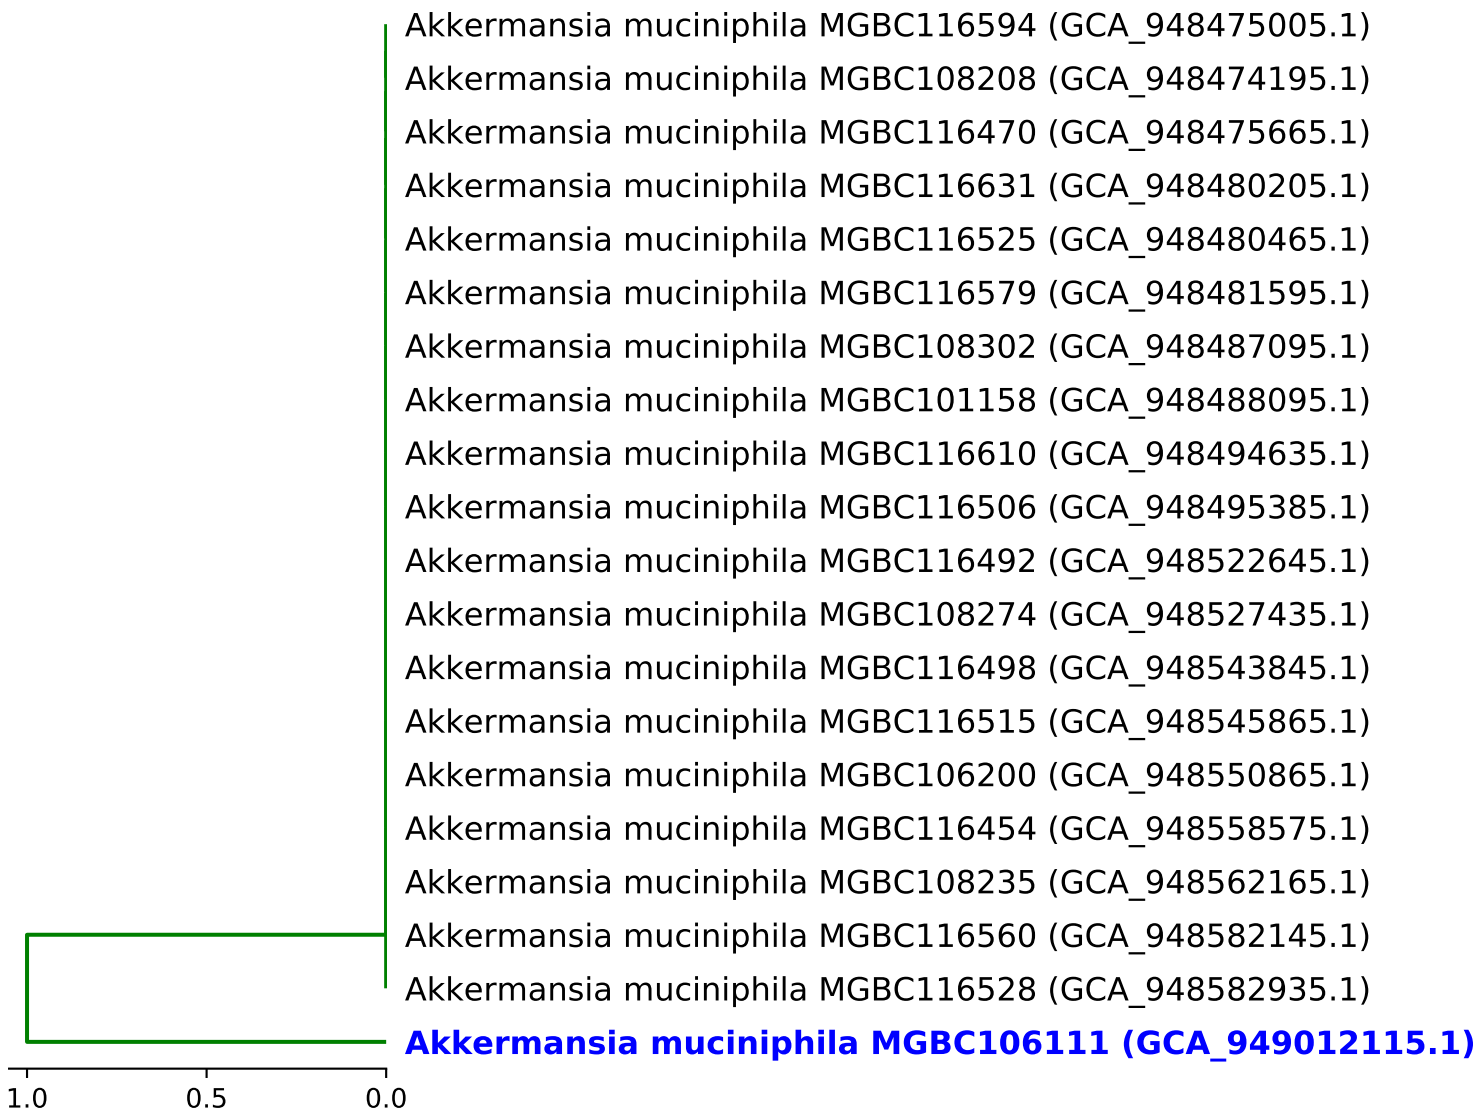 Akkermansia muciniphila MGBC116594 (GCA_948475005.1)
Akkermansia muciniphila MGBC108208 (GCA_948474195.1)
Akkermansia muciniphila MGBC116470 (GCA_948475665.1)
Akkermansia muciniphila MGBC116631 (GCA_948480205.1)
Akkermansia muciniphila MGBC116525 (GCA_948480465.1)
Akkermansia muciniphila MGBC116579 (GCA_948481595.1)
Akkermansia muciniphila MGBC108302 (GCA_948487095.1)
Akkermansia muciniphila MGBC101158 (GCA_948488095.1)
Akkermansia muciniphila MGBC116610 (GCA_948494635.1)
Akkermansia muciniphila MGBC116506 (GCA_948495385.1)
Akkermansia muciniphila MGBC116492 (GCA_948522645.1)
Akkermansia muciniphila MGBC108274 (GCA_948527435.1)
Akkermansia muciniphila MGBC116498 (GCA_948543845.1)
Akkermansia muciniphila MGBC116515 (GCA_948545865.1)
Akkermansia muciniphila MGBC106200 (GCA_948550865.1)
Akkermansia muciniphila MGBC116454 (GCA_948558575.1)
Akkermansia muciniphila MGBC108235 (GCA_948562165.1)
Akkermansia muciniphila MGBC116560 (GCA_948582145.1)
Akkermansia muciniphila MGBC116528 (GCA_948582935.1)
Akkermansia muciniphila MGBC106111 (GCA_949012115.1)
1.0 0.5 0.0